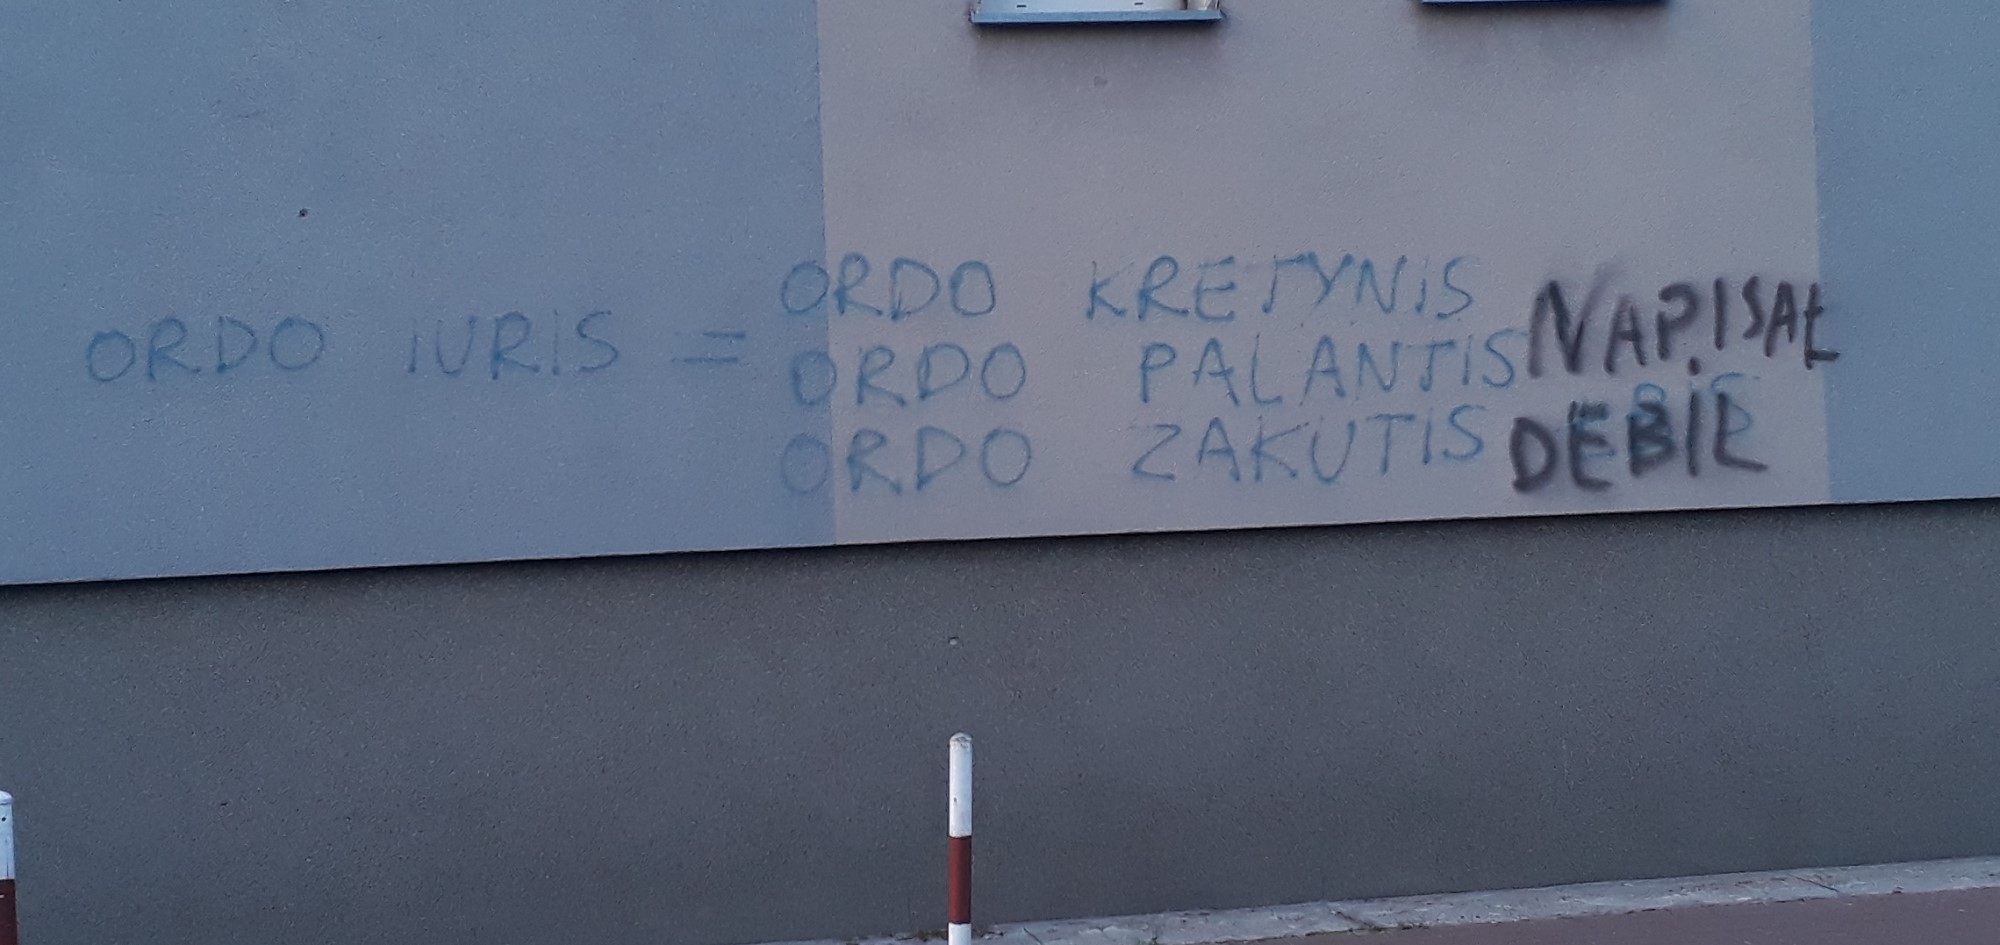 ORDO IURIS =
ORDO KRETYNIS
ORDO PALANTIS
ORDO ZAKUTIS
NAPISAŁ
DEBIL